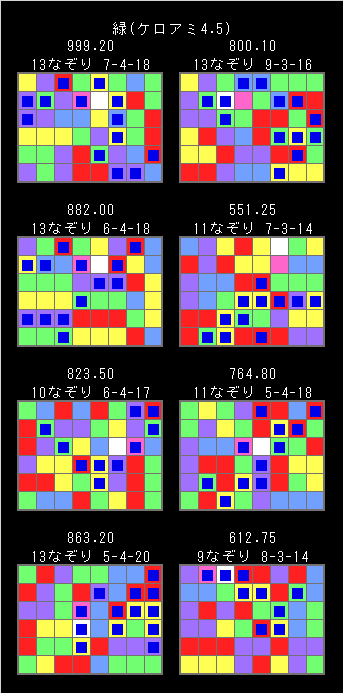 緑(ケロアミ4.5)
999.20
13なぞり 7-4-18
800.10
13なぞり 9-3-16
882.00
13なぞり 6-4-18
551.25
11なぞり 7-3-14
823.50
10なぞり 6-4-17
764.80
11なぞり 5-4-18
863.20
13なぞり 5-4-20
612.75
9なぞり 8-3-14